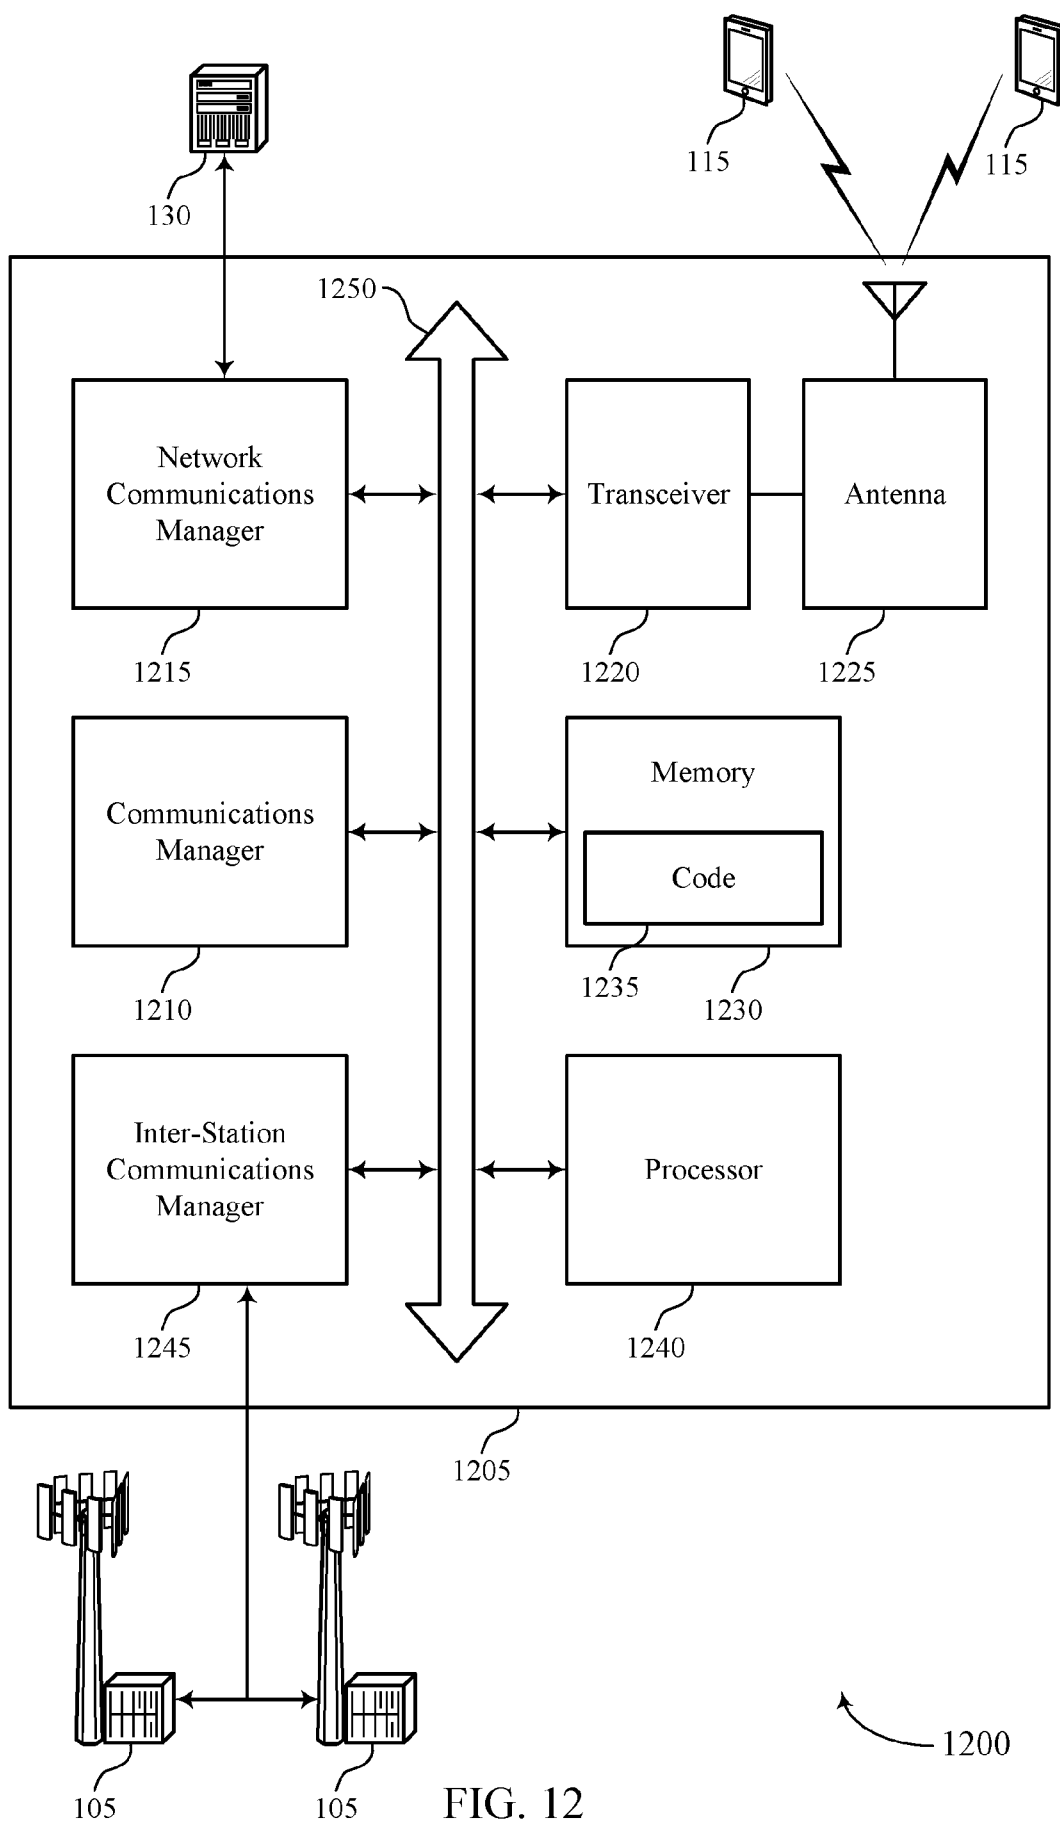 115
115
130
1250
Network
Communications
Manager
Transceiver
Antenna
1215
1220
1225
Communications
Manager
Memory
Code
1210
1235
1230
Inter-Station
Communications
Manager
Processor
1245
1240
1205
1200
105
105
FIG. 12